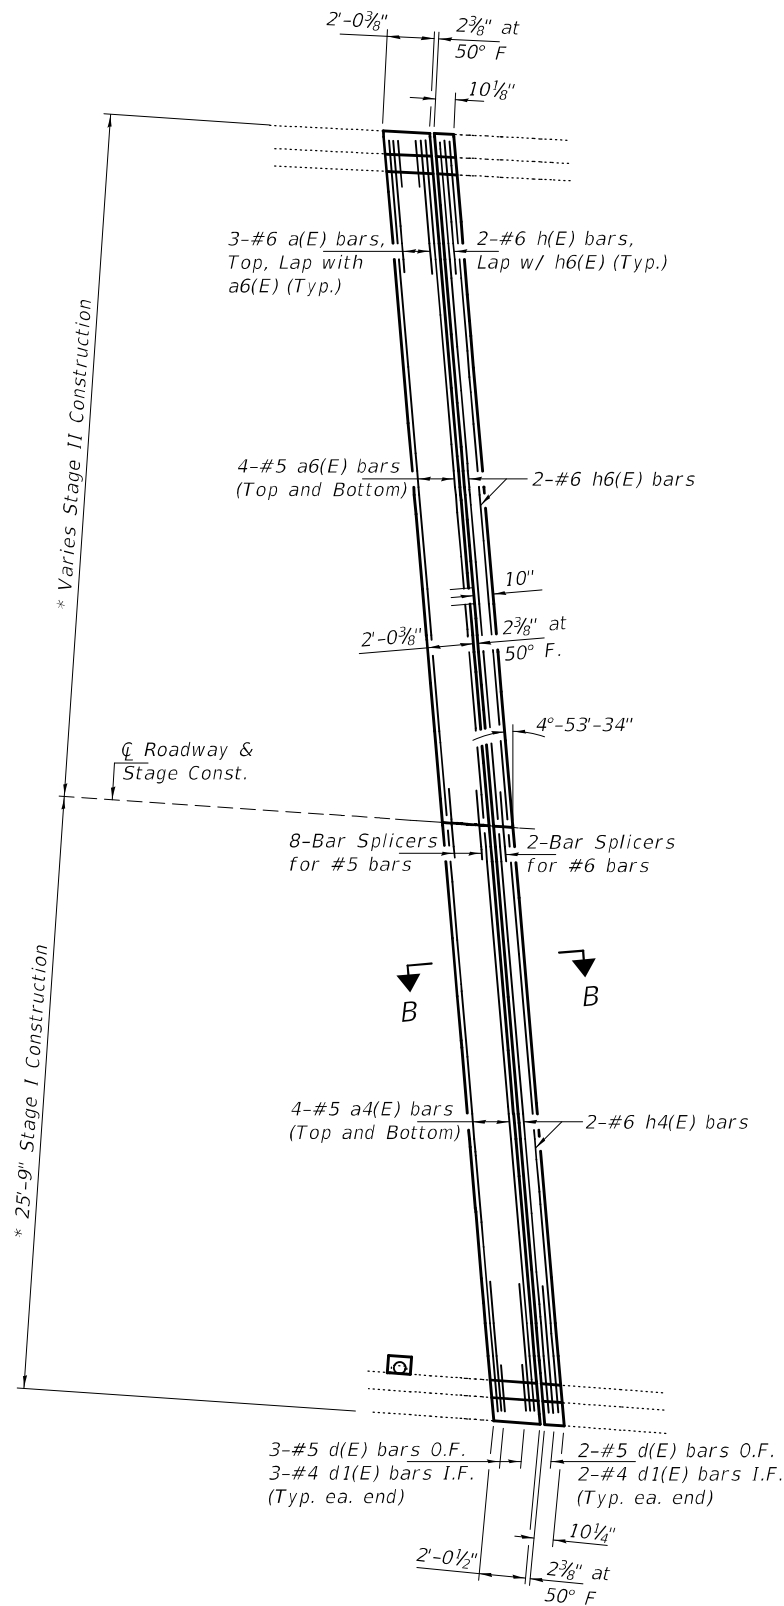 2'-0⅜"
2⅜" at
50° F
10⅛"
3-#6 a(E) bars,
Top, Lap with
a6(E) (Typ.)
2-#6 h(E) bars,
Lap w/ h6(E) (Typ.)
* Varies Stage II Construction
4-#5 a6(E) bars
(Top and Bottom)
2-#6 h6(E) bars
10"
2'-0⅜"
2⅜" at
50° F.
4°-53'-34"
℄ Roadway &
Stage Const.
8-Bar Splicers
for #5 bars
2-Bar Splicers
for #6 bars
* 25'-9" Stage I Construction
B
B
4-#5 a4(E) bars
(Top and Bottom)
2-#6 h4(E) bars
3-#5 d(E) bars O.F.
3-#4 d1(E) bars I.F.
(Typ. ea. end)
2-#5 d(E) bars O.F.
2-#4 d1(E) bars I.F.
(Typ. ea. end)
10¼"
2'-0½"
2⅜" at
50° F